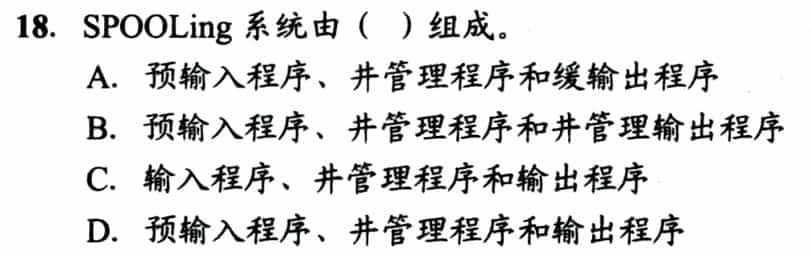 18. SPOOLing 系统由（ ）组成。
A. 预输入程序、井管理程序和缓输出程序
B. 预输入程序、井管理程序和井管理输出程序
C. 输入程序、井管理程序和输出程序
D. 预输入程序、井管理程序和输出程序